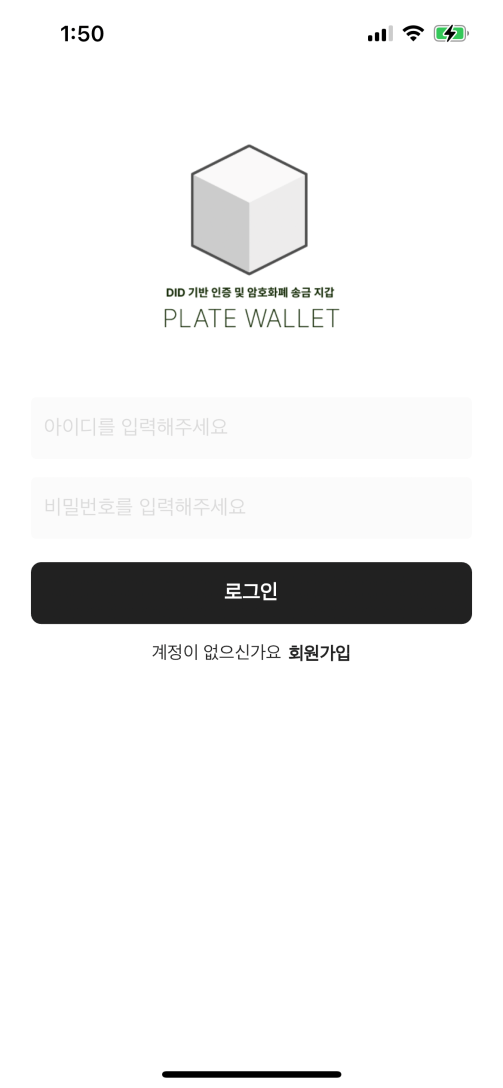 1:50
DID 기반 인증 및 암호화폐 송금 지갑
PLATE WALLET
아이디를 입력해주세요
비밀번호를 입력해주세요
로그인
계정이 없으신가요 회원가입